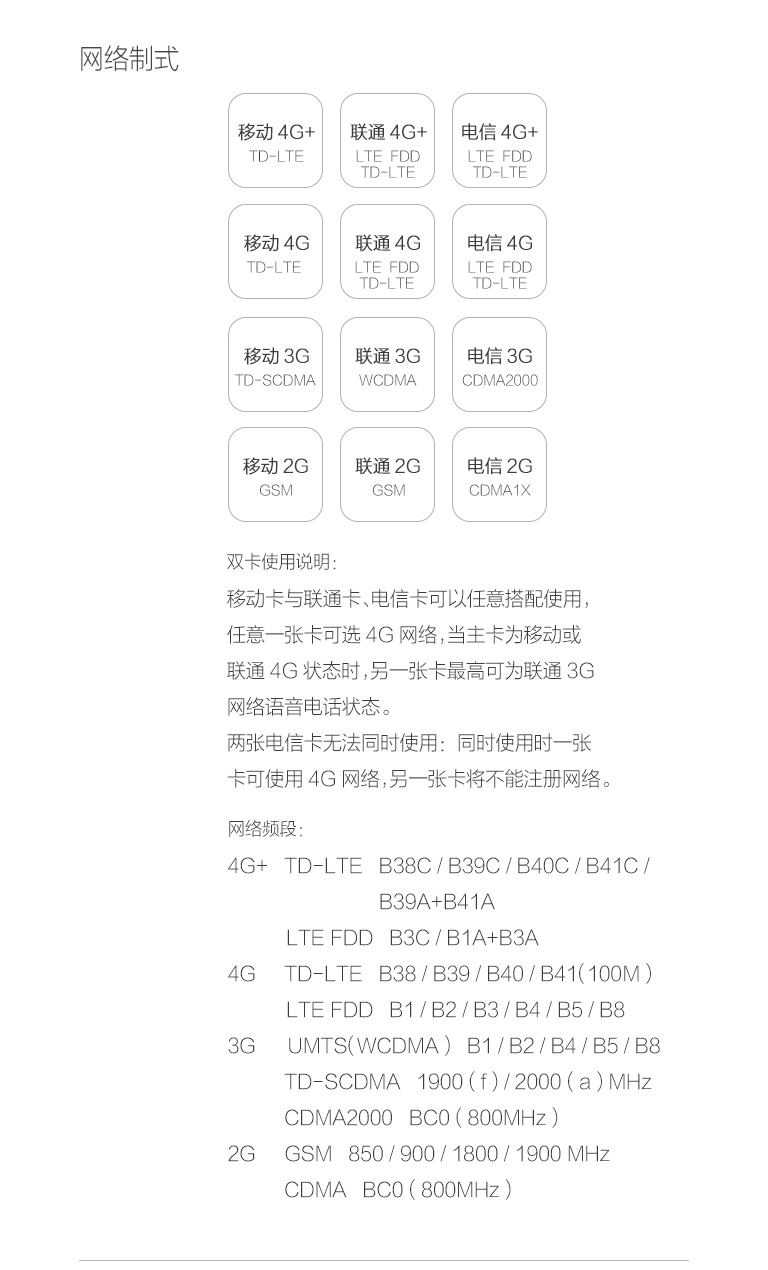 网络制式
移动 4G+ 联通 4G+ 电信 4G+
TD-LTE LTE FDD LTE FDD
TD-LTE TD-LTE
移动 4G 联通 4G 电信 4G
TD-LTE LTE FDD LTE FDD
TD-LTE TD-LTE
移动 3G 联通 3G 电信 3G
TD-SCDMA WCDMA CDMA2000
移动 2G 联通 2G 电信 2G
GSM GSM CDMA1X
双卡使用说明：
移动卡与联通卡、电信卡可以任意搭配使用，
任意一张卡可选 4G 网络，当主卡为移动或
联通 4G 状态时，另一张卡最高可为联通 3G
网络语音电话状态。
两张电信卡无法同时使用：同时使用时一张
卡可使用 4G 网络，另一张卡将不能注册网络。
网络频段：
4G+ TD-LTE B38C / B39C / B40C / B41C /
B39A+B41A
LTE FDD B3C / B1A+B3A
4G TD-LTE B38 / B39 / B40 / B41(100M )
LTE FDD B1 / B2 / B3 / B4 / B5 / B8
3G UMTS(WCDMA ) B1 / B2 / B4 / B5 / B8
TD-SCDMA 1900 ( f ) / 2000 ( a ) MHz
CDMA2000 BC0 ( 800MHz )
2G GSM 850 / 900 / 1800 / 1900 MHz
CDMA BC0 ( 800MHz )